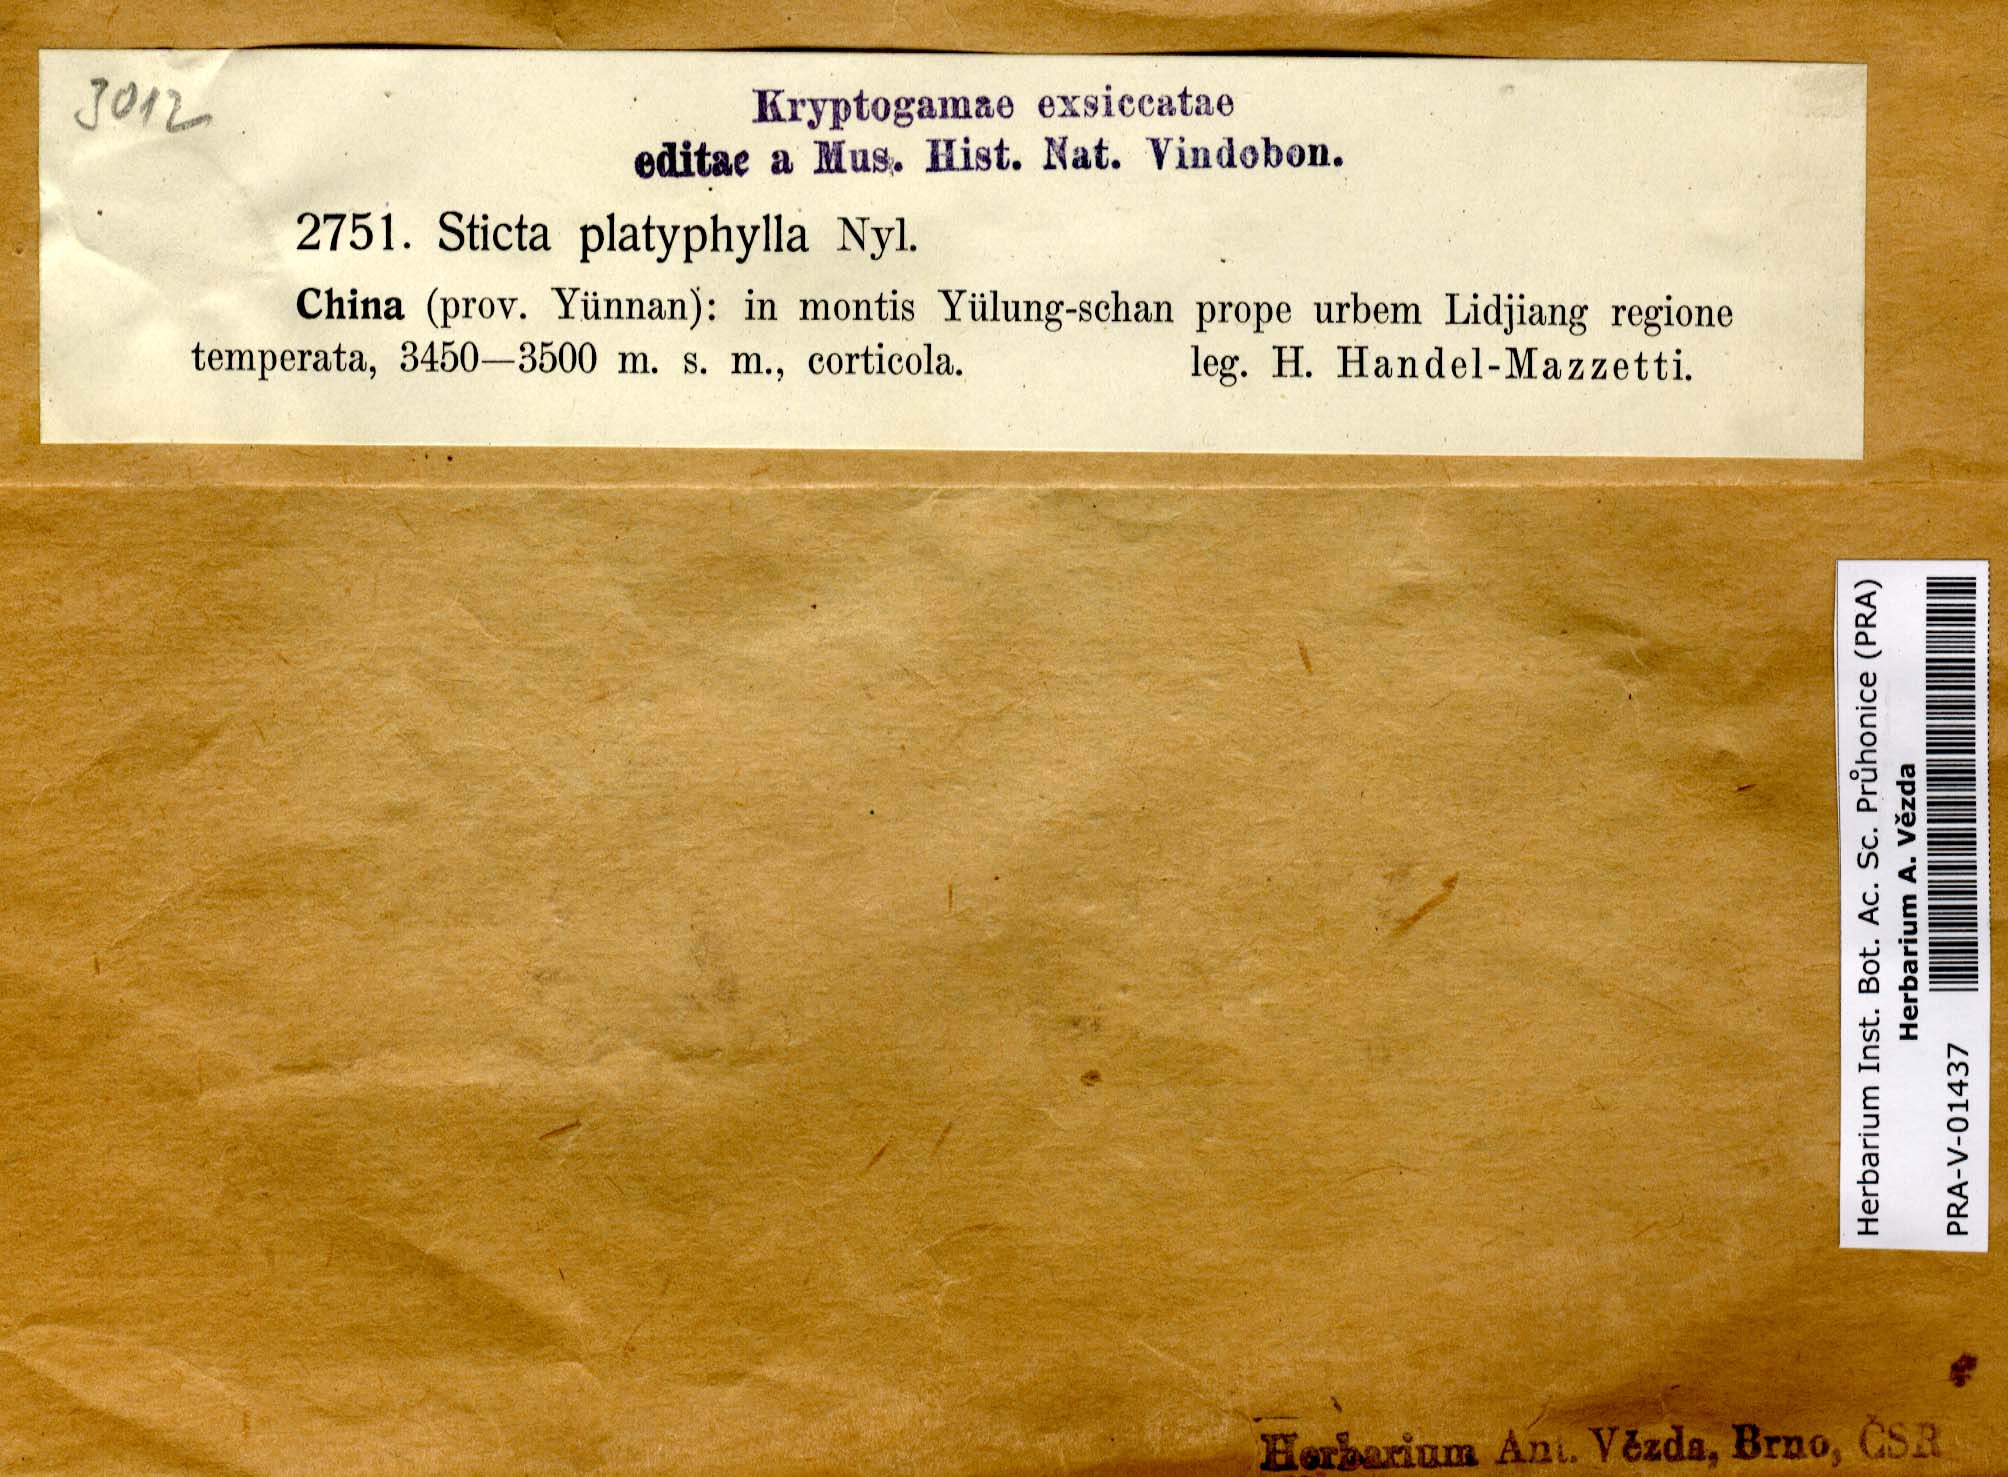 3012
Kryptogamae exsiccatae
editae a Mus. Hist. Nat. Vindobon.
2751. Sticta platyphylla Nyl.
China (prov. Yünnan): in montis Yülung-schan prope urbem Lidjiang regione
temperata, 3450—3500 m. s. m., corticola. leg. H. Handel-Mazzetti.
Herbarium Inst. Bot. Ac. Sc. Průhonice (PRA)
Herbarium A. Vězda
PRA-V-01437
Herbarium Ant. Vězda, Brno, ČSR